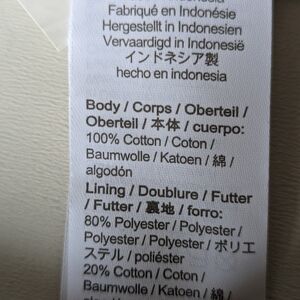 Indonesia
Fabriqué en Indonésie
Hergestellt in Indonesien
Vervaardigd in Indonesië
インドネシア製
hecho en indonesia
Body / Corps / Oberteil /
Oberteil / 本体 / cuerpo:
100% Cotton / Coton /
Baumwolle / Katoen / 綿 /
algodón
Lining / Doublure / Futter
/ Futter / 裏地 / forro:
80% Polyester / Polyester /
Polyester / Polyester / ポリエ
ステル / poliéster
20% Cotton / Coton /
Baumwolle / Katoen / 綿 /
algodón